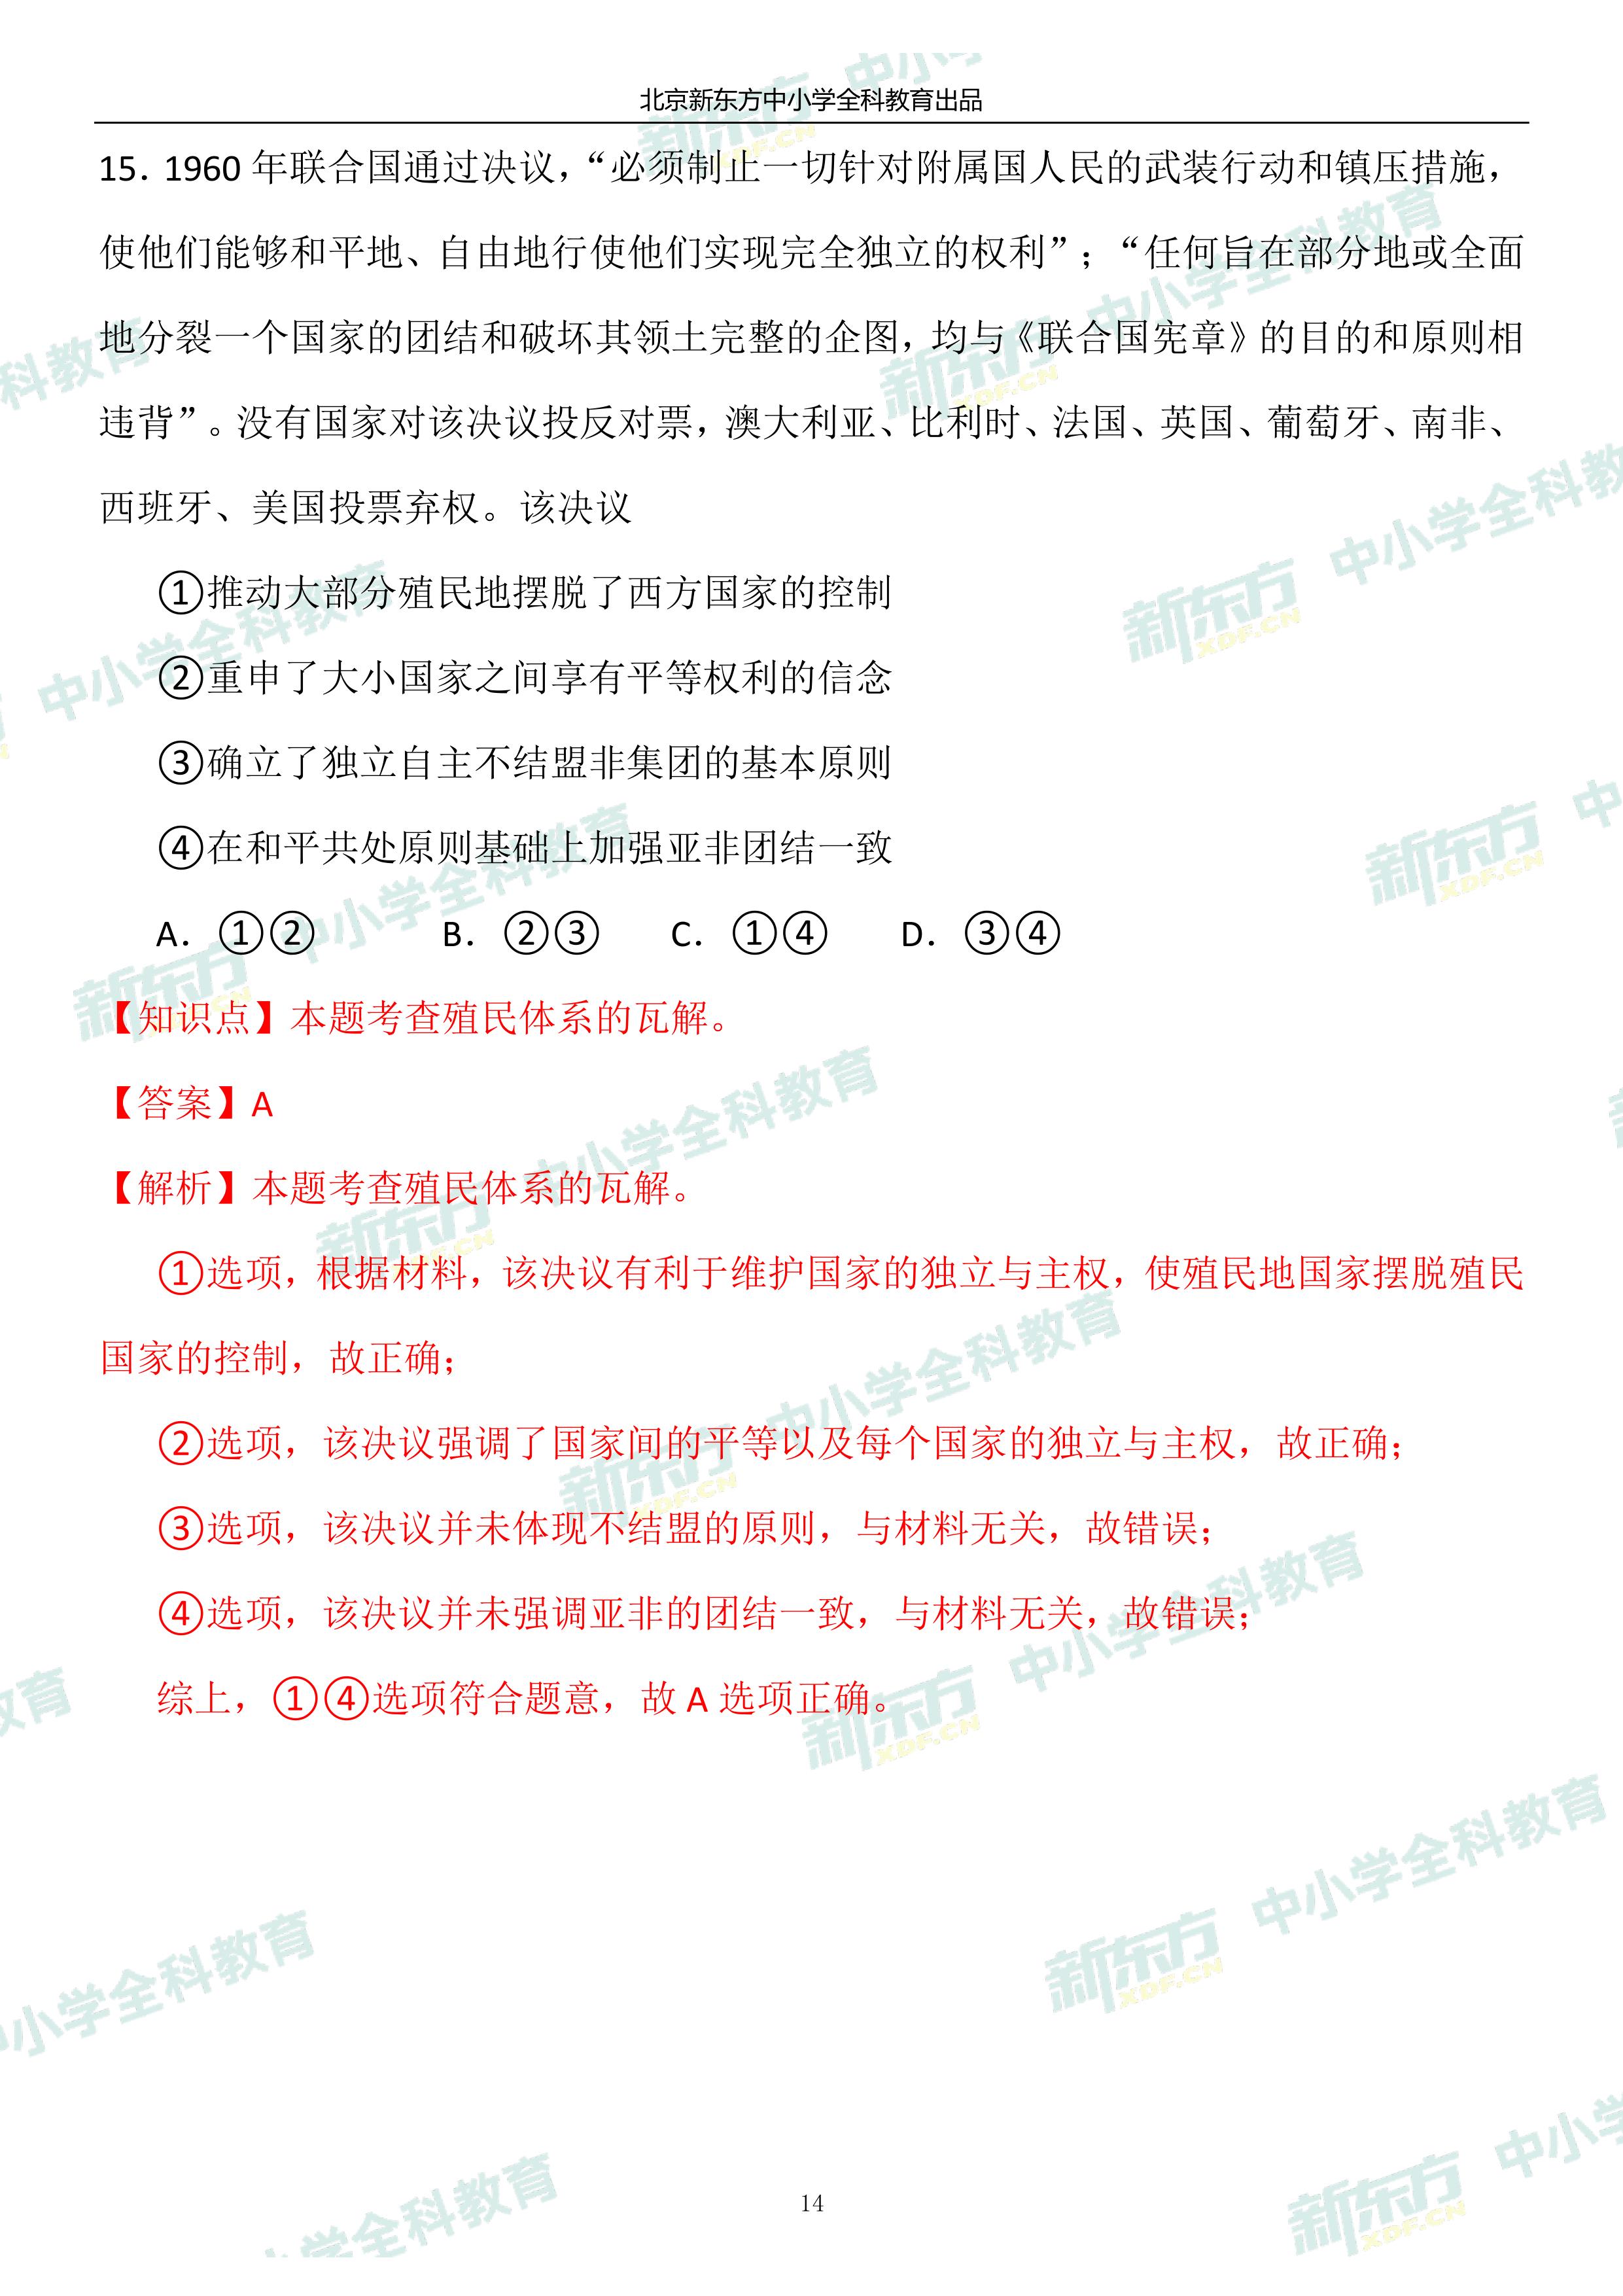 北京新东方中小学全科教育出品
15．1960 年联合国通过决议，“必须制止一切针对附属国人民的武装行动和镇压措施，
使他们能够和平地、自由地行使他们实现完全独立的权利”；“任何旨在部分地或全面
地分裂一个国家的团结和破坏其领土完整的企图，均与《联合国宪章》的目的和原则相
违背”。没有国家对该决议投反对票，澳大利亚、比利时、法国、英国、葡萄牙、南非、
西班牙、美国投票弃权。该决议
①推动大部分殖民地摆脱了西方国家的控制
②重申了大小国家之间享有平等权利的信念
③确立了独立自主不结盟非集团的基本原则
④在和平共处原则基础上加强亚非团结一致
A．①② B．②③ C．①④ D．③④
【知识点】本题考查殖民体系的瓦解。
【答案】A
【解析】本题考查殖民体系的瓦解。
①选项，根据材料，该决议有利于维护国家的独立与主权，使殖民地国家摆脱殖民
国家的控制，故正确；
②选项，该决议强调了国家间的平等以及每个国家的独立与主权，故正确；
③选项，该决议并未体现不结盟的原则，与材料无关，故错误；
④选项，该决议并未强调亚非的团结一致，与材料无关，故错误；
综上，①④选项符合题意，故 A 选项正确。
14